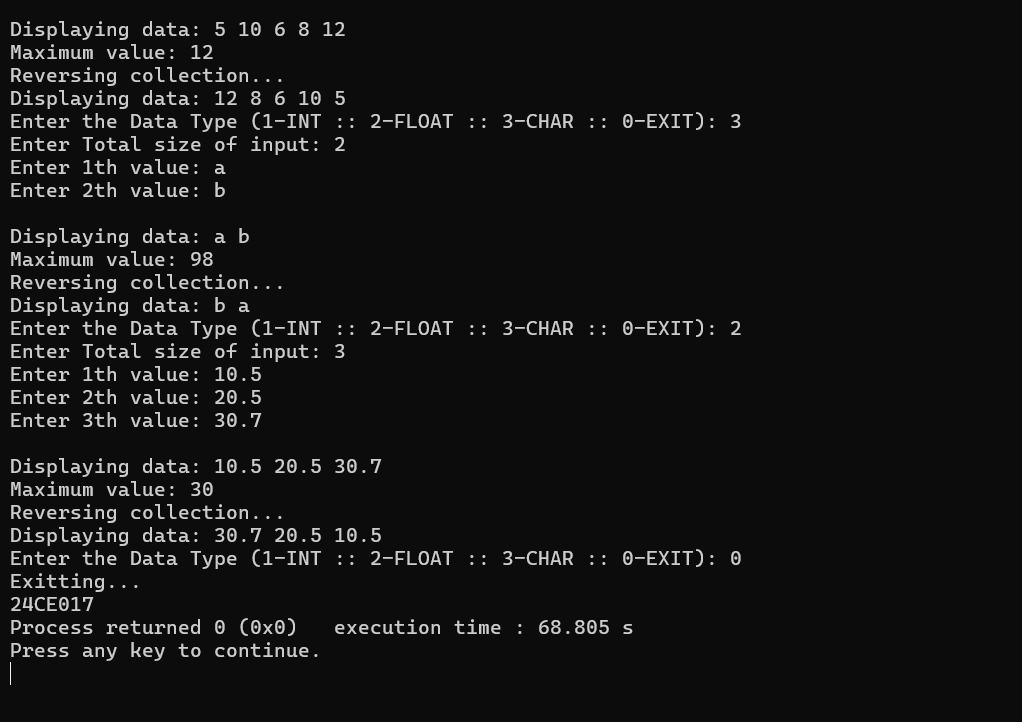 Displaying data: 5 10 6 8 12
Maximum value: 12
Reversing collection...
Displaying data: 12 8 6 10 5
Enter the Data Type (1-INT :: 2-FLOAT :: 3-CHAR :: 0-EXIT): 3
Enter Total size of input: 2
Enter 1th value: a
Enter 2th value: b

Displaying data: a b
Maximum value: 98
Reversing collection...
Displaying data: b a
Enter the Data Type (1-INT :: 2-FLOAT :: 3-CHAR :: 0-EXIT): 2
Enter Total size of input: 3
Enter 1th value: 10.5
Enter 2th value: 20.5
Enter 3th value: 30.7

Displaying data: 10.5 20.5 30.7
Maximum value: 30
Reversing collection...
Displaying data: 30.7 20.5 10.5
Enter the Data Type (1-INT :: 2-FLOAT :: 3-CHAR :: 0-EXIT): 0
Exitting...
24CE017
Process returned 0 (0x0)   execution time : 68.805 s
Press any key to continue.